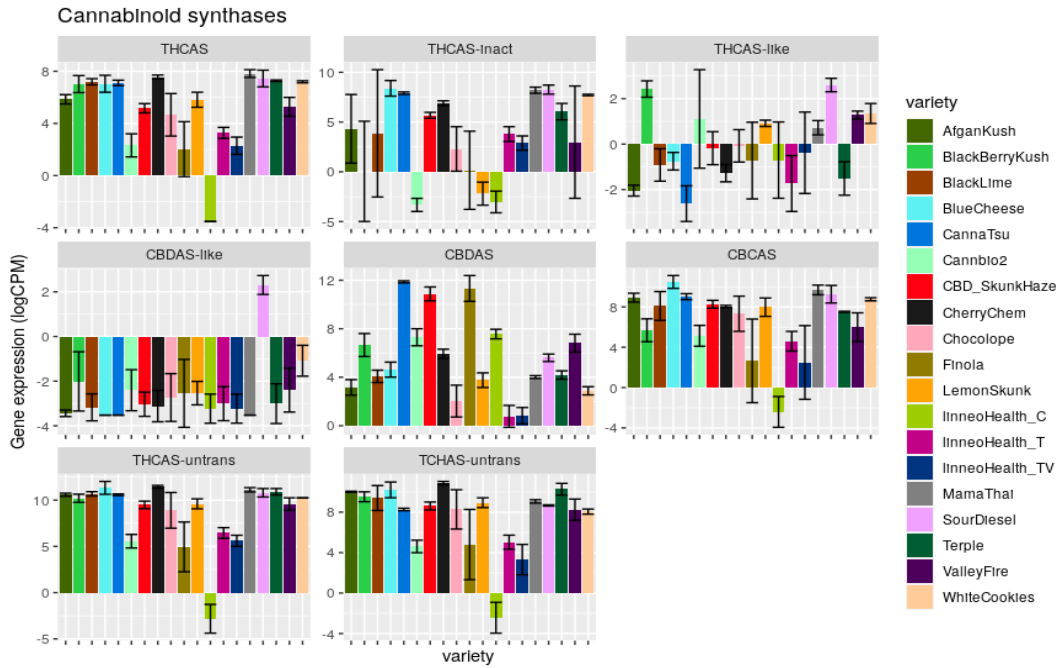 Cannabinoid synthases
THCAS
THCAS-inact
THCAS-like
8
4
0
-4
10
5
0
-5
2
0
-2
CBDAS-like
CBDAS
CBCAS
2
0
-2
-4
12
8
4
0
8
4
0
-4
THCAS-untrans
TCHAS-untrans
10
5
0
-5
8
4
0
-4
Gene expression (logCPM)
variety
variety
AfganKush
BlackBerryKush
BlackLime
BlueCheese
CannaTsu
Cannbio2
CBD_SkunkHaze
CherryChem
Chocolope
Finola
LemonSkunk
linneoHealth_C
linneoHealth_T
linneoHealth_TV
MamaThai
SourDiesel
Terple
ValleyFire
WhiteCookies